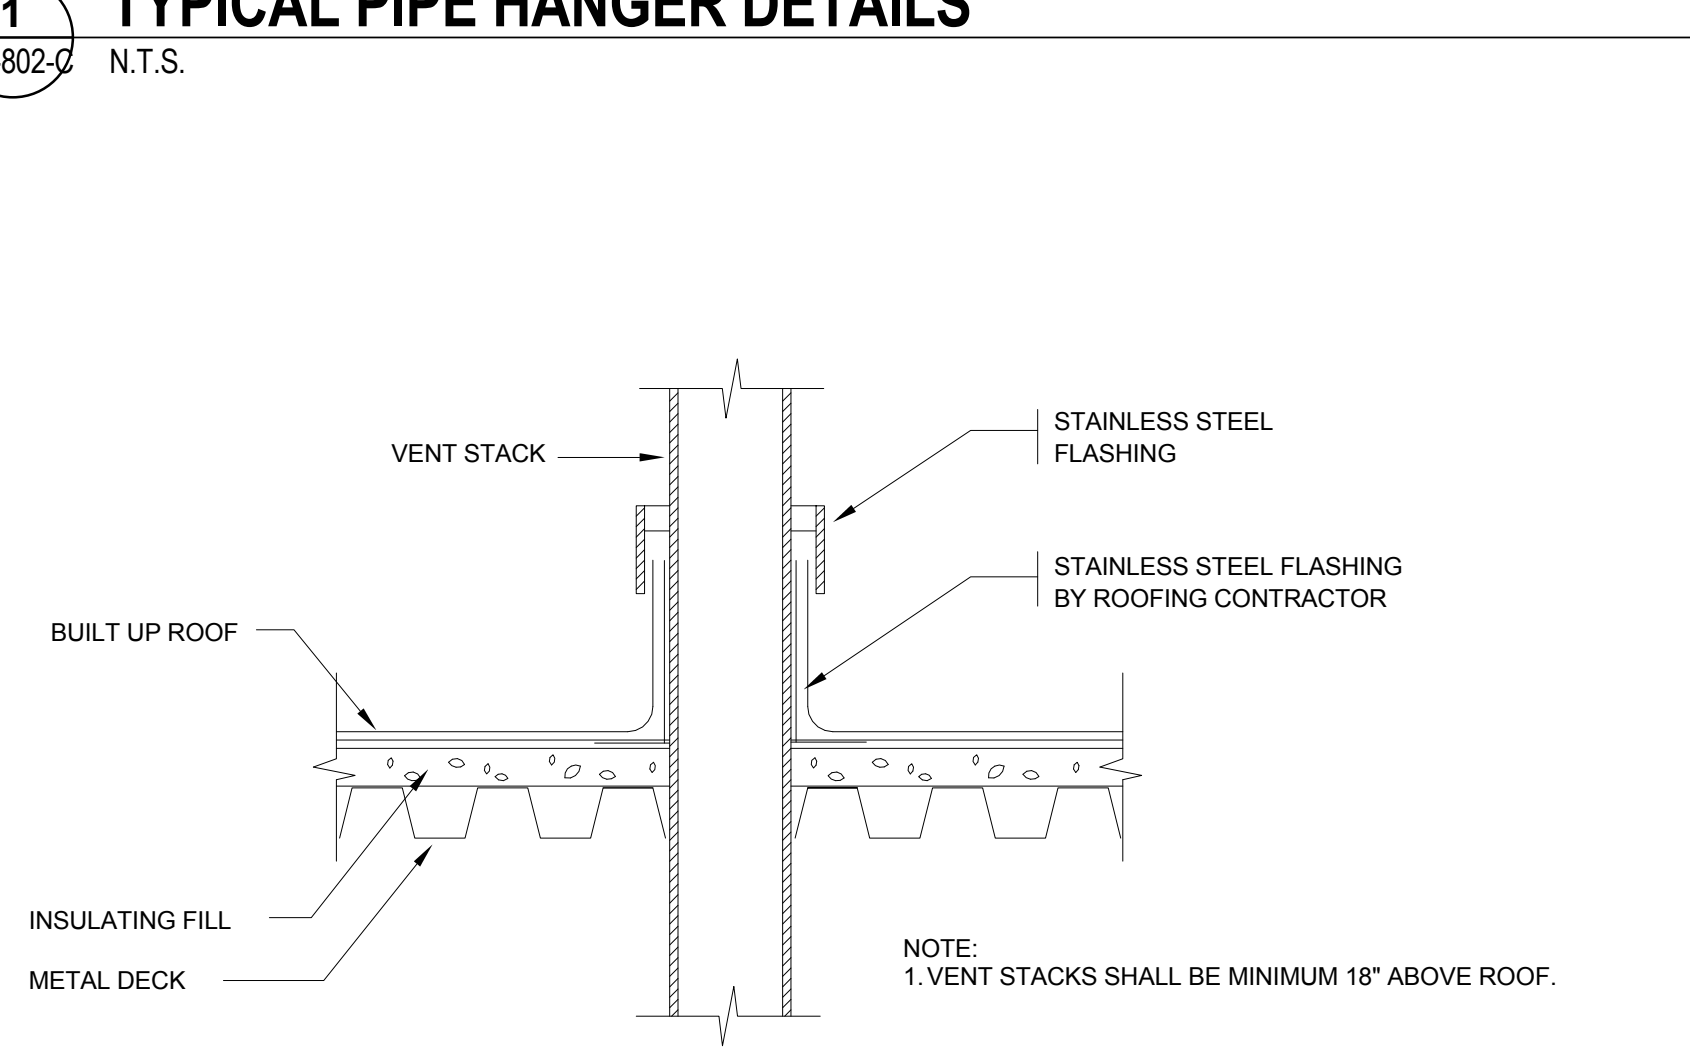 1 TYPICAL PIPE HANGER DETAILS
802-C N.T.S.
VENT STACK
STAINLESS STEEL
FLASHING
STAINLESS STEEL FLASHING
BY ROOFING CONTRACTOR
BUILT UP ROOF
INSULATING FILL
METAL DECK
NOTE:
1. VENT STACKS SHALL BE MINIMUM 18" ABOVE ROOF.